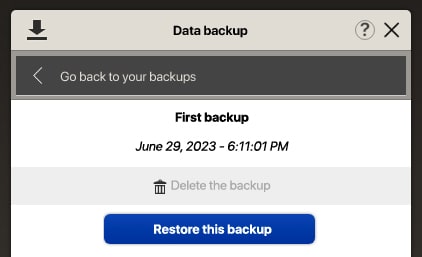 Data backup
?
Go back to your backups
First backup
June 29, 2023 - 6:11:01 PM
Delete the backup
Restore this backup